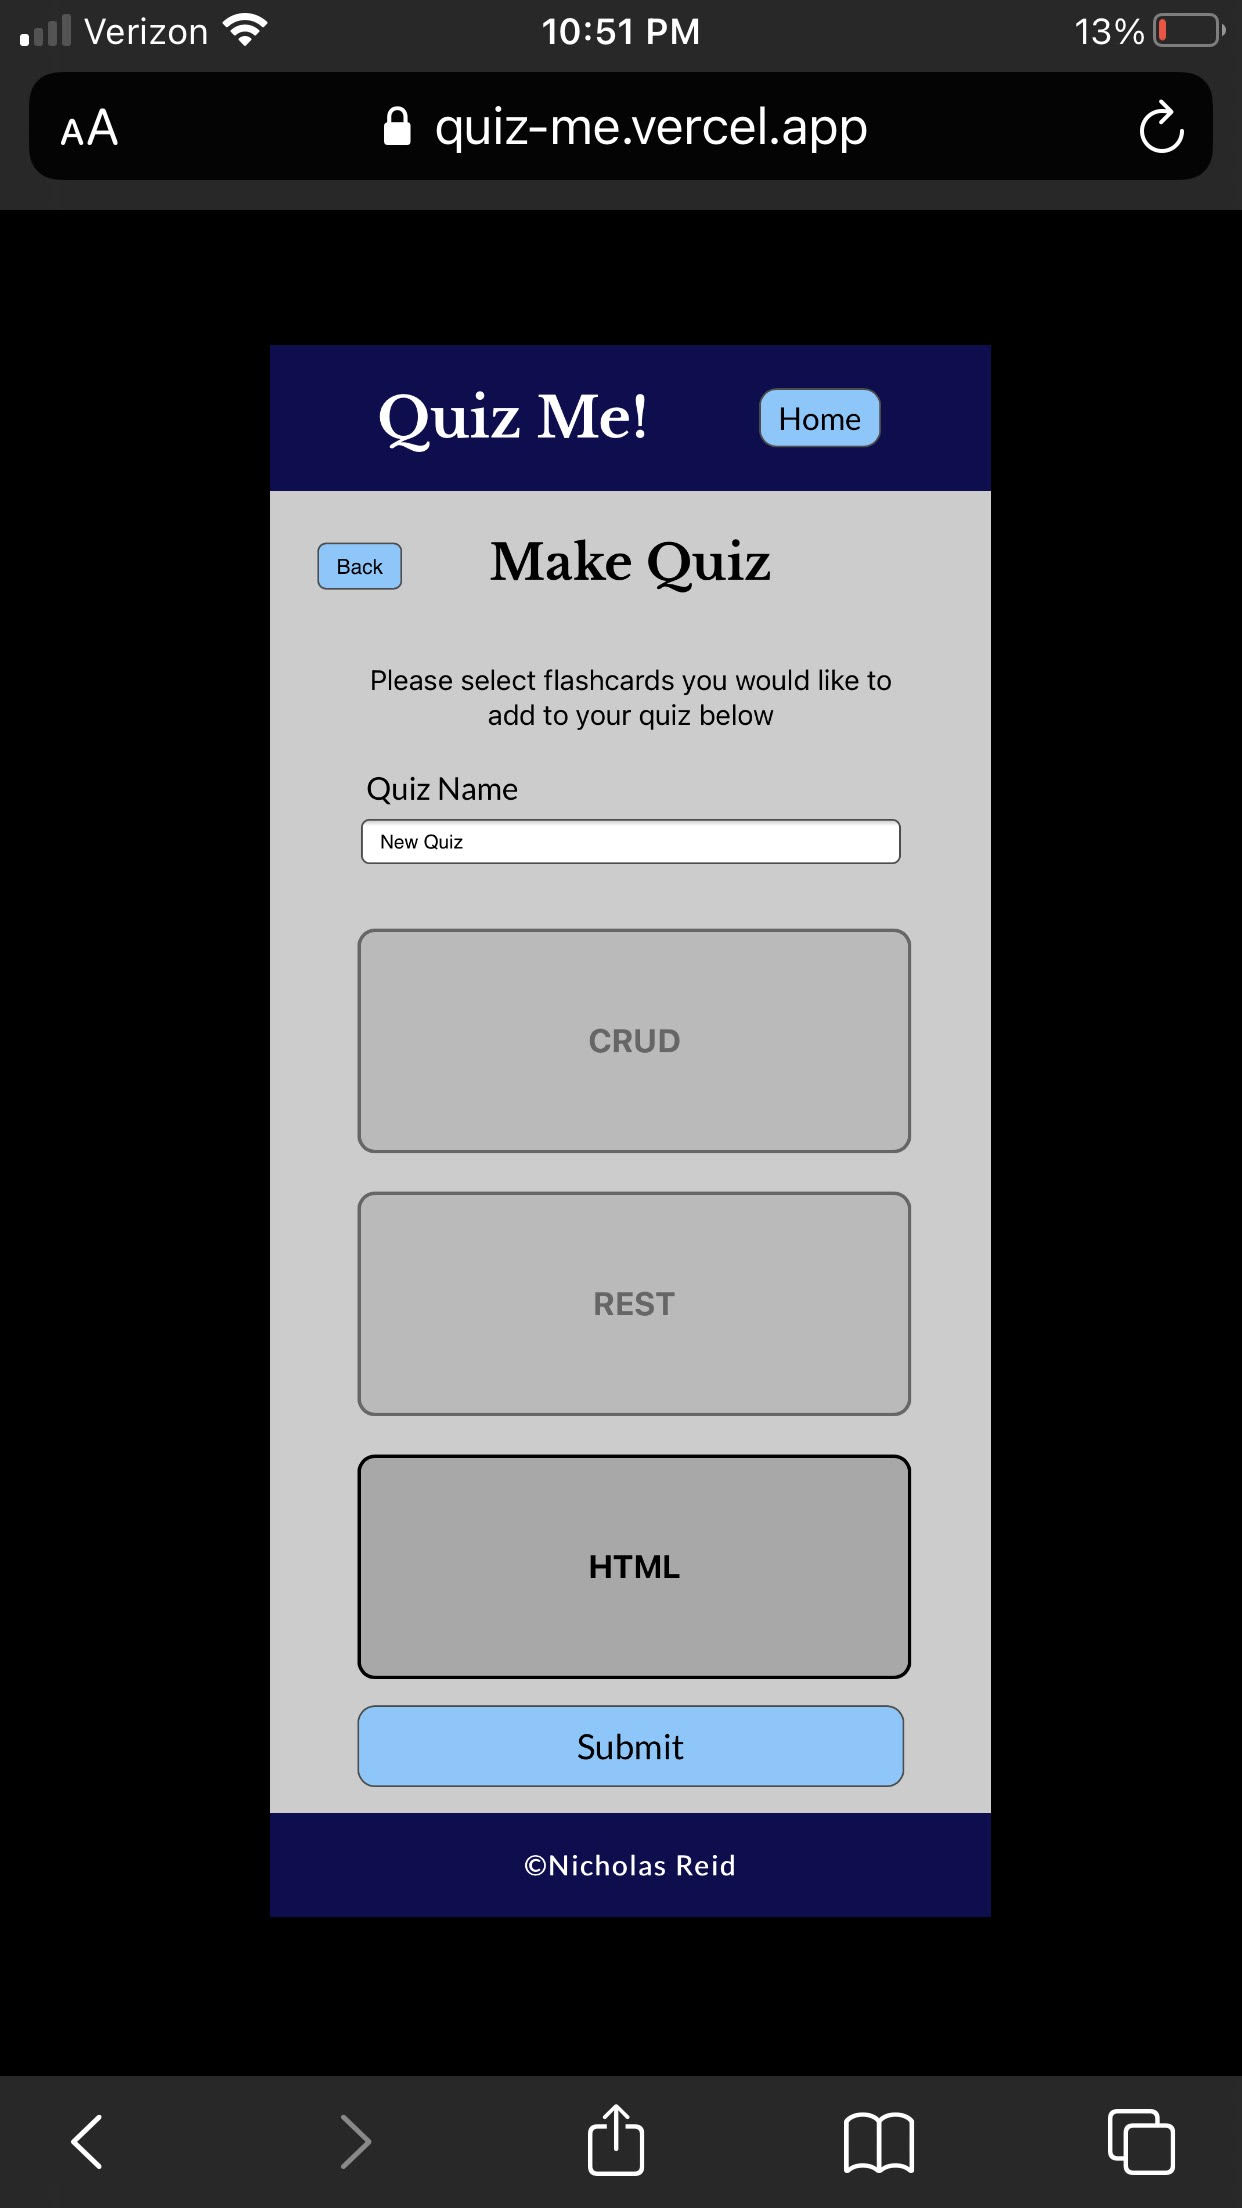 Verizon 10:51 PM 13%
AA quiz-me.vercel.app
Quiz Me! Home
Back Make Quiz
Please select flashcards you would like to
add to your quiz below
Quiz Name
New Quiz
CRUD
REST
HTML
Submit
©Nicholas Reid